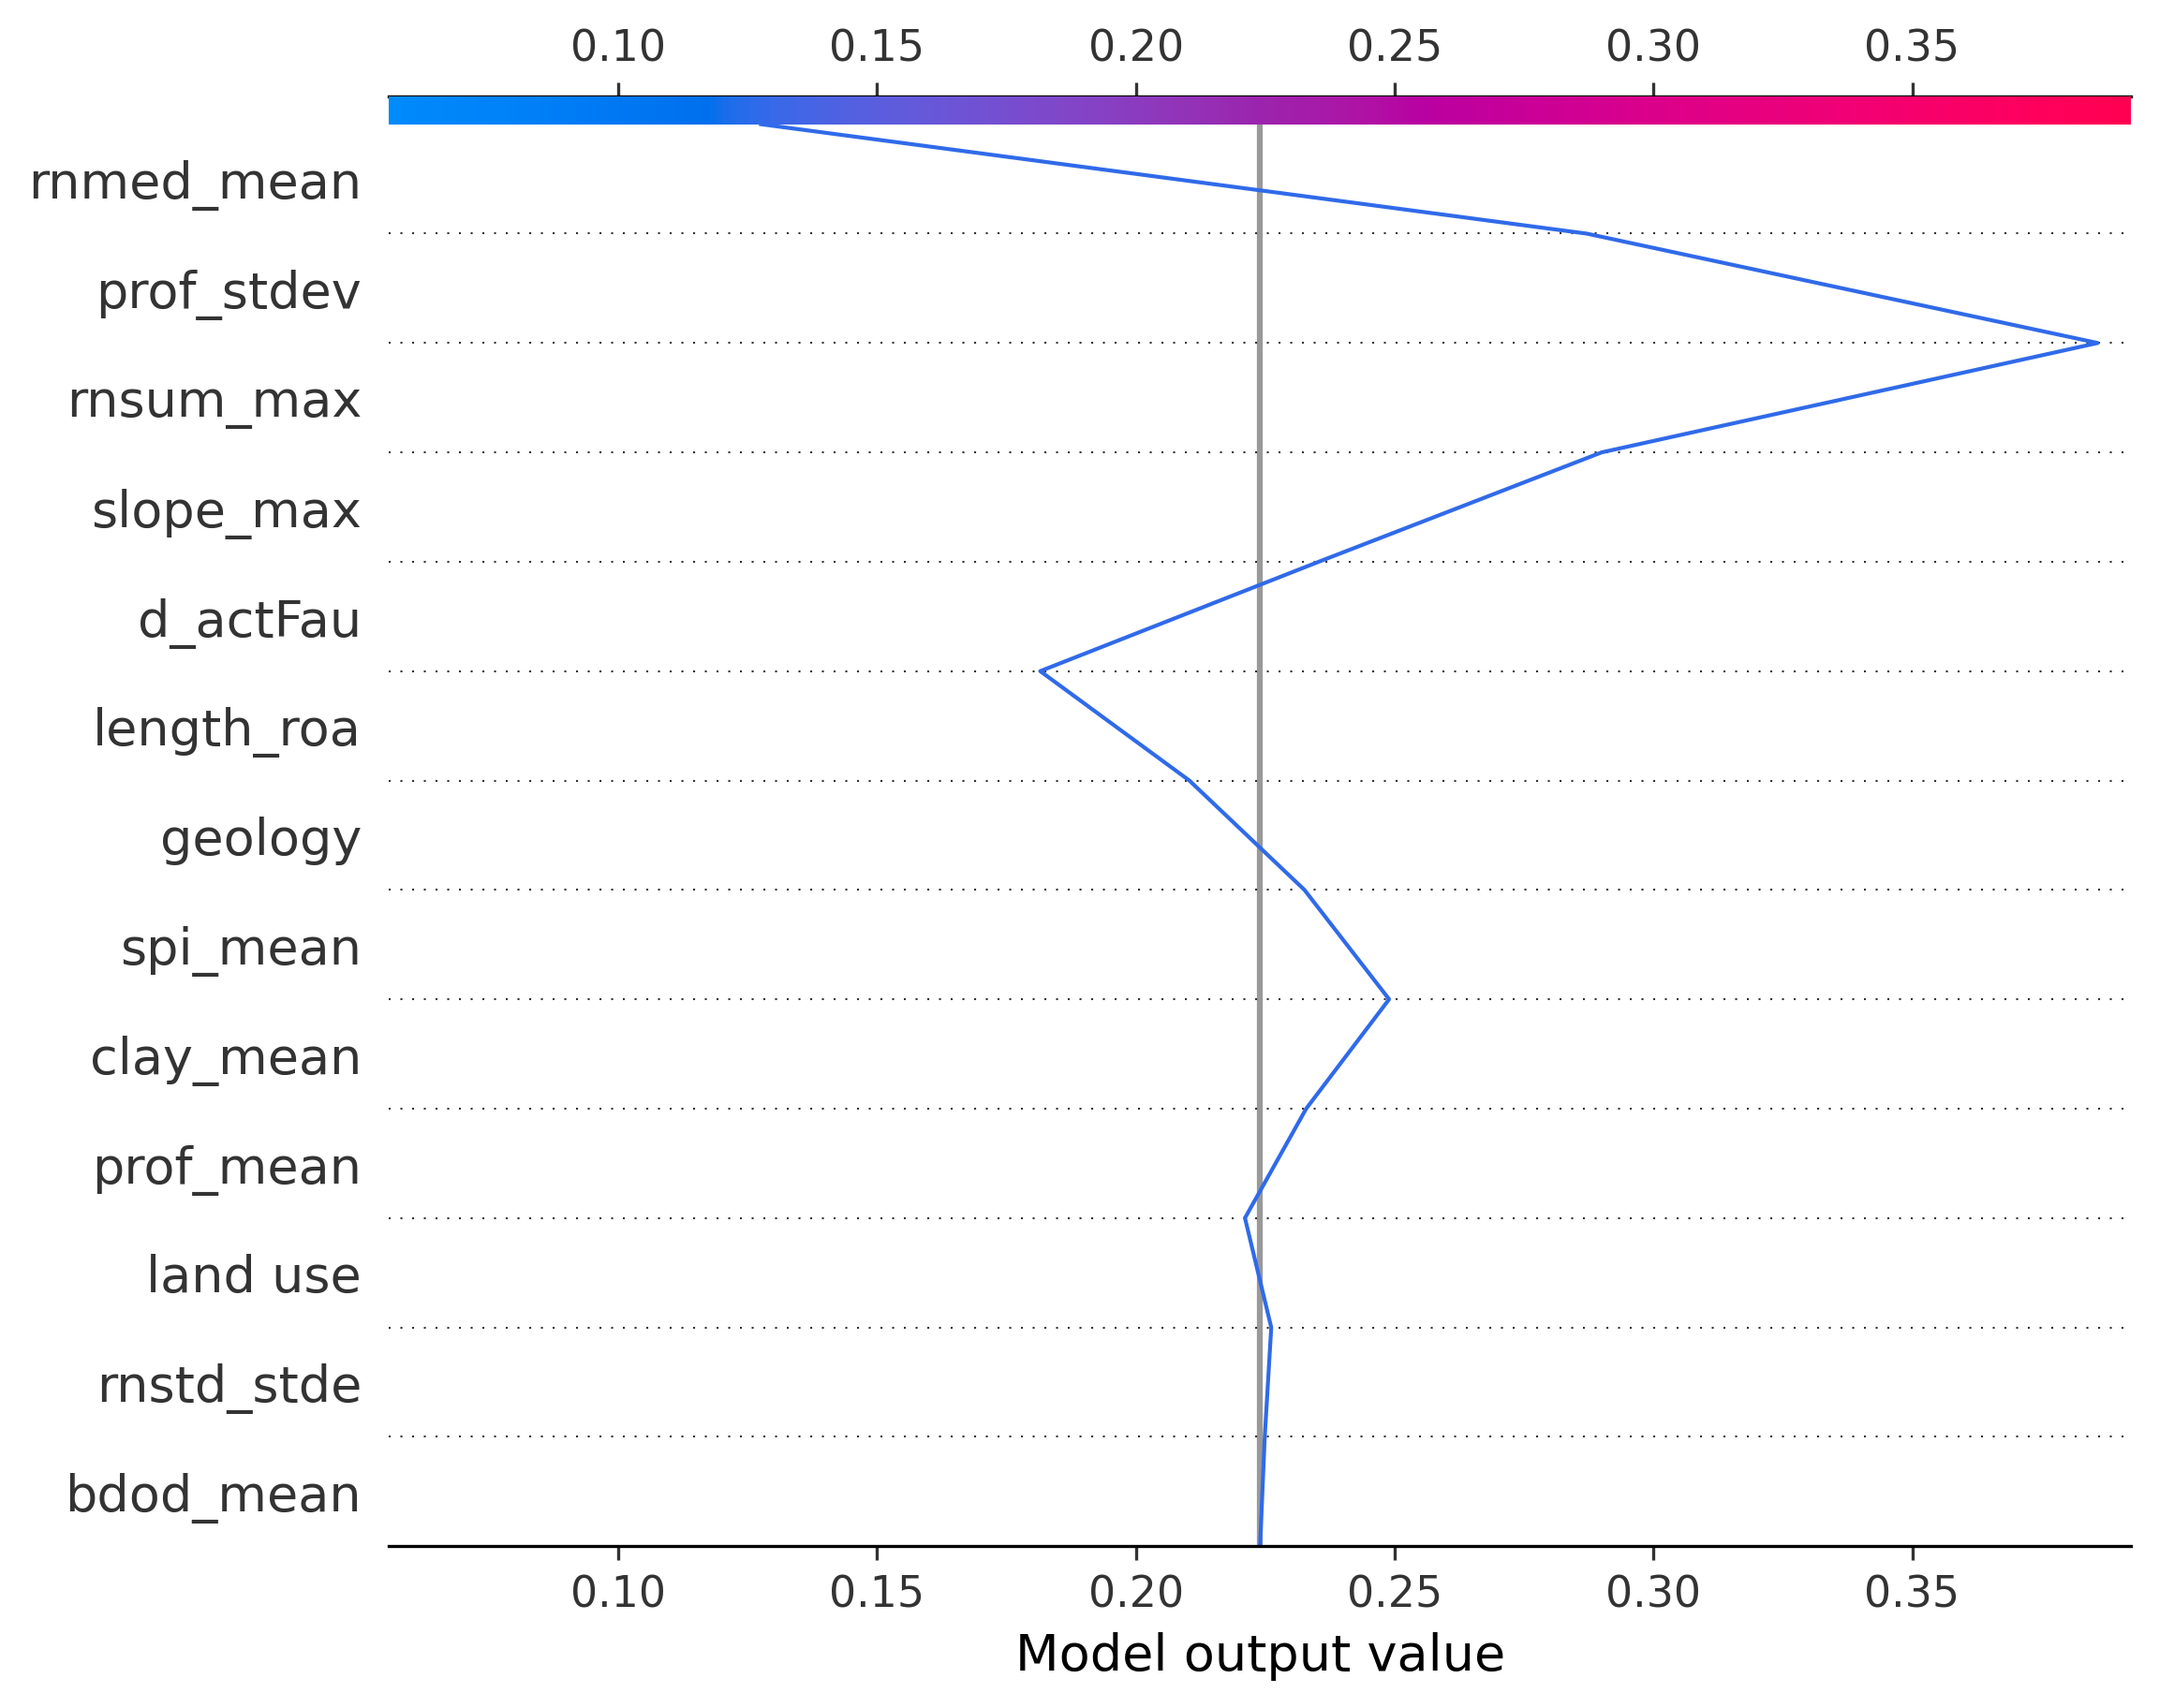 0.10 0.15 0.20 0.25 0.30 0.35
rnmed_mean
prof_stdev
rnsum_max
slope_max
d_actFau
length_roa
geology
spi_mean
clay_mean
prof_mean
land use
rnstd_stde
bdod_mean
0.10 0.15 0.20 0.25 0.30 0.35
Model output value